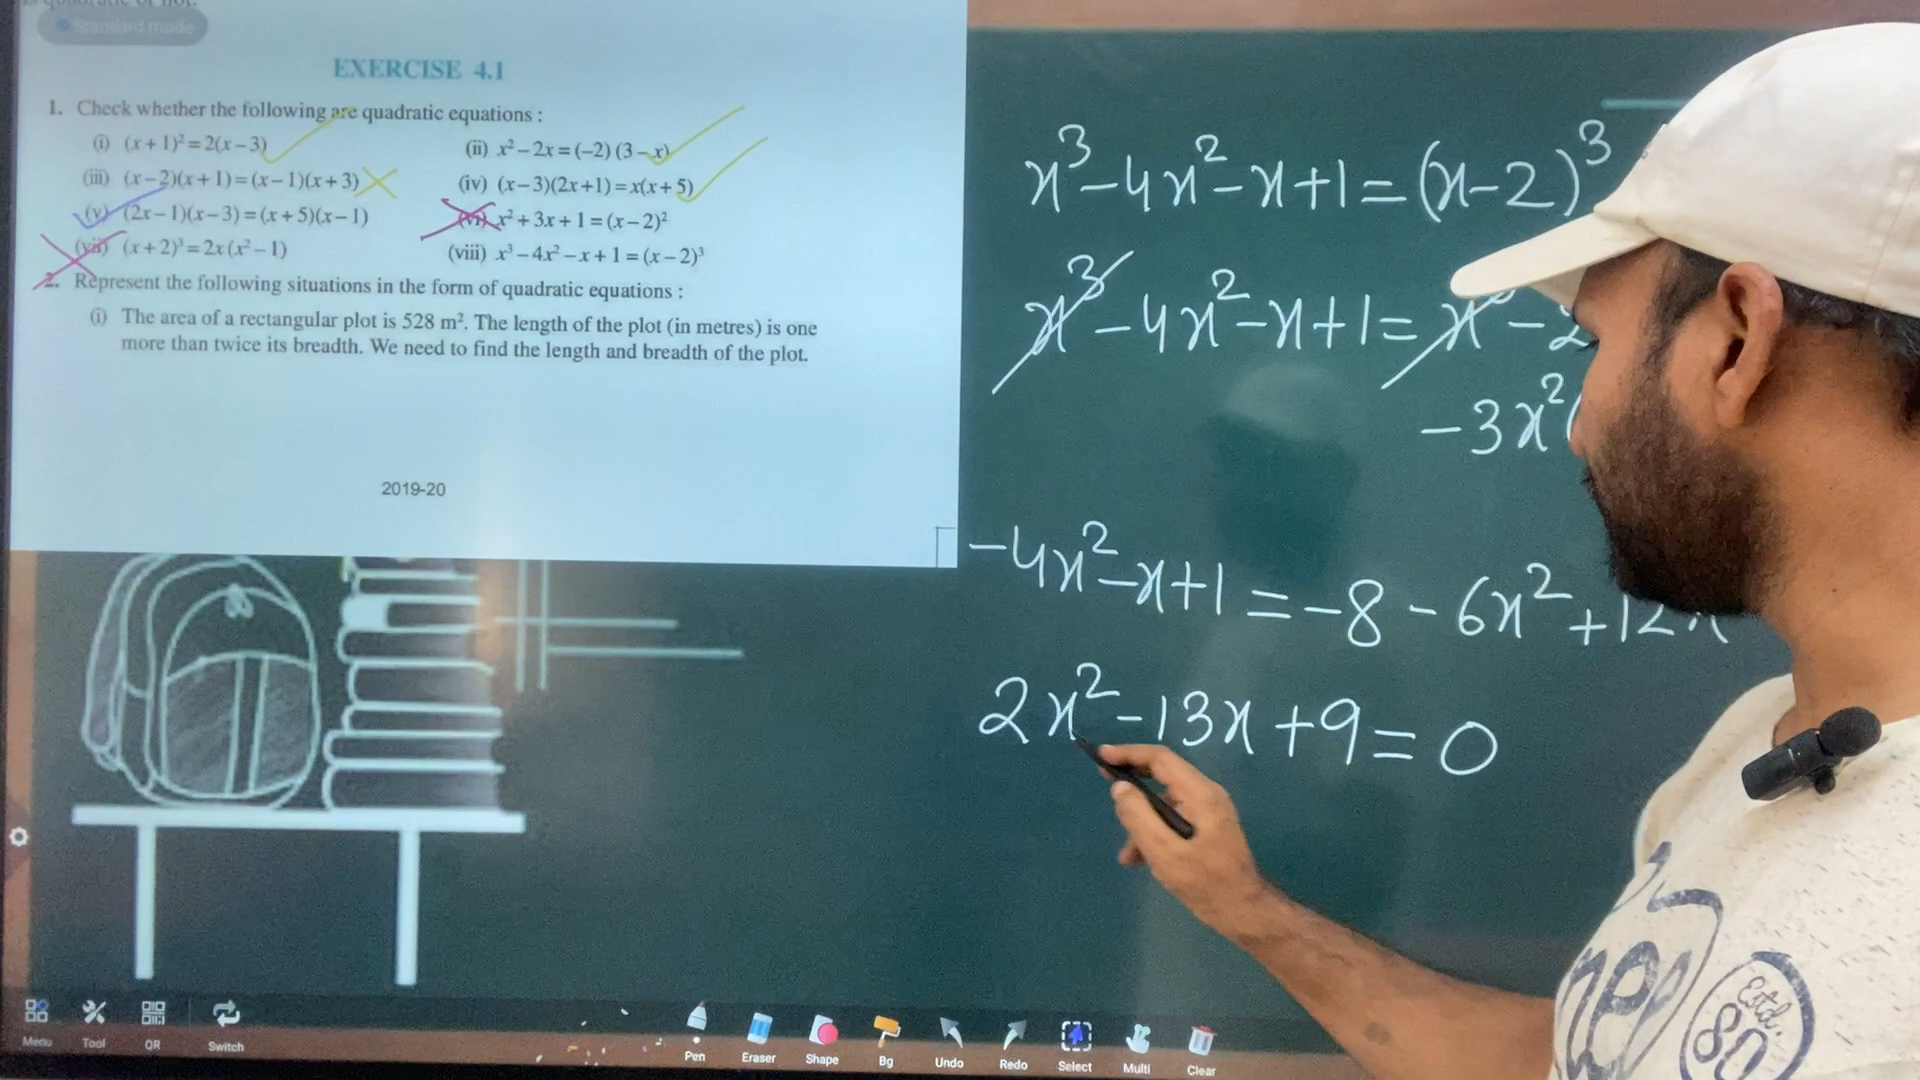 Standard mode
EXERCISE 4.1
1. Check whether the following are quadratic equations :
(i) (x + 1)² = 2(x – 3)
(ii) x² – 2x = (–2) (3 – x)
(iii) (x – 2)(x + 1) = (x – 1)(x + 3)
(iv) (x – 3)(2x + 1) = x(x + 5)
(v) (2x – 1)(x – 3) = (x + 5)(x – 1)
(vi) x² + 3x + 1 = (x – 2)²
(vii) (x + 2)³ = 2x (x² – 1)
(viii) x³ – 4x² – x + 1 = (x – 2)³
2. Represent the following situations in the form of quadratic equations :
(i) The area of a rectangular plot is 528 m². The length of the plot (in metres) is one
more than twice its breadth. We need to find the length and breadth of the plot.
2019-20
x³ – 4x² – x + 1 = (x – 2)³
x³ – 4x² – x + 1 = x³ – 2
– 3x² (
–4x² – x + 1 = –8 – 6x² + 12x
2x² – 13x + 9 = 0
Estd.
80
Menu Tool QR Switch Pen Eraser Shape Bg Undo Redo Select Multi Clear